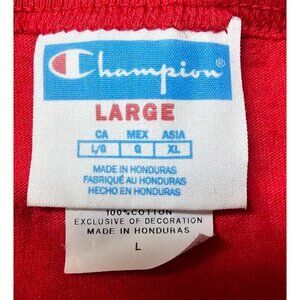 Champion®
LARGE
CA MEX ASIA
L/G G XL
MADE IN HONDURAS
FABRIQUÉ AU HONDURAS
HECHO EN HONDURAS
100% COTTON
EXCLUSIVE OF DECORATION
MADE IN HONDURAS
L